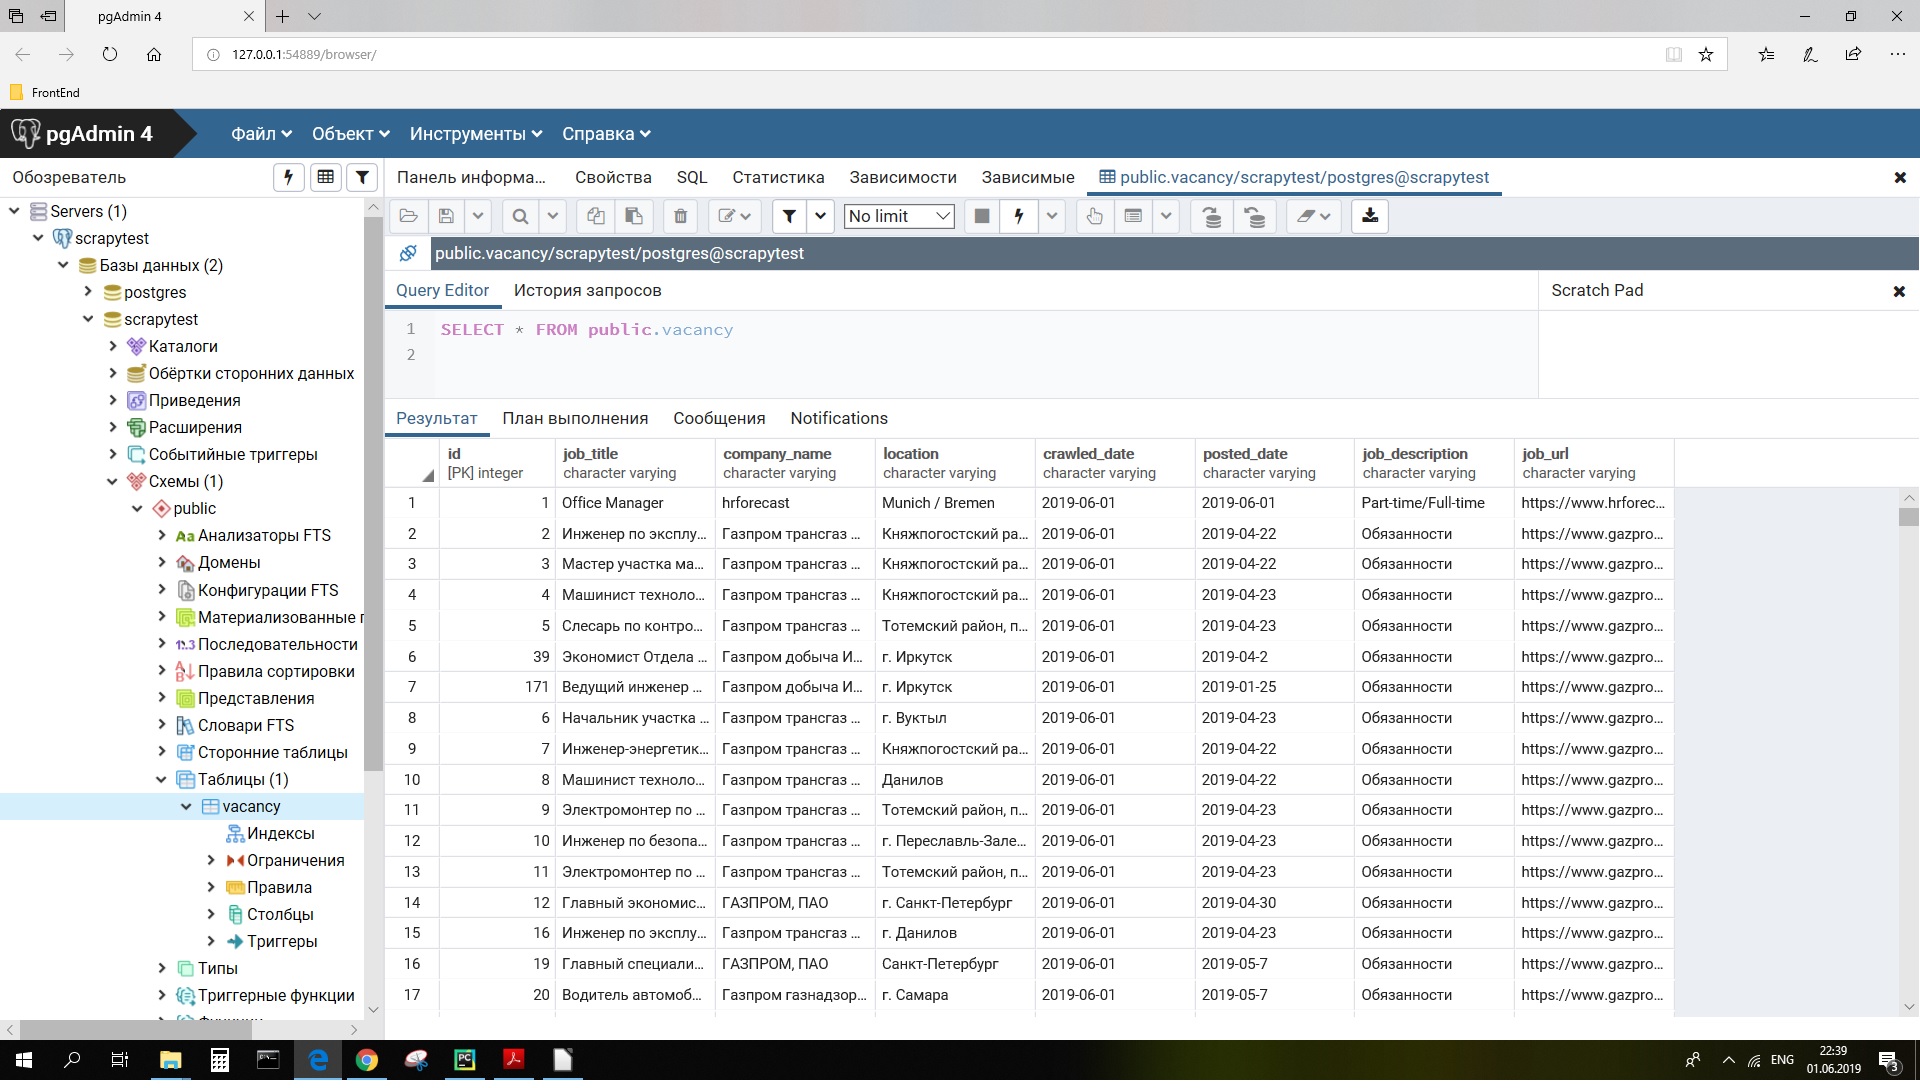 pgAdmin 4
127.0.0.1:54889/browser/
FrontEnd
pgAdmin 4
Файл
Объект
Инструменты
Справка
Обозреватель
Панель информа...
Свойства
SQL
Статистика
Зависимости
Зависимые
public.vacancy/scrapytest/postgres@scrapytest
No limit
public.vacancy/scrapytest/postgres@scrapytest
Query Editor
История запросов
Scratch Pad
1 SELECT * FROM public.vacancy
2
Servers (1)
scrapytest
Базы данных (2)
postgres
scrapytest
Каталоги
Обёртки сторонних данных
Приведения
Расширения
Событийные триггеры
Схемы (1)
public
Анализаторы FTS
Домены
Конфигурации FTS
Материализованные
Последовательности
Правила сортировки
Представления
Словари FTS
Сторонние таблицы
Таблицы (1)
vacancy
Индексы
Ограничения
Правила
Столбцы
Триггеры
Типы
Триггерные функции
Результат
План выполнения
Сообщения
Notifications
id job_title company_name location crawled_date posted_date job_description job_url
[PK] integer character varying character varying character varying character varying character varying character varying character varying
1 1 Office Manager hrforecast Munich / Bremen 2019-06-01 2019-06-01 Part-time/Full-time https://www.hrforec...
2 2 Инженер по эксплу... Газпром трансгаз ... Княжпогостский ра... 2019-06-01 2019-04-22 Обязанности https://www.gazpro...
3 3 Мастер участка ма... Газпром трансгаз ... Княжпогостский ра... 2019-06-01 2019-04-22 Обязанности https://www.gazpro...
4 4 Машинист техноло... Газпром трансгаз ... Княжпогостский ра... 2019-06-01 2019-04-23 Обязанности https://www.gazpro...
5 5 Слесарь по контро... Газпром трансгаз ... Тотемский район, п... 2019-06-01 2019-04-23 Обязанности https://www.gazpro...
6 39 Экономист Отдела ... Газпром добыча И... г. Иркутск 2019-06-01 2019-04-2 Обязанности https://www.gazpro...
7 171 Ведущий инженер ... Газпром добыча И... г. Иркутск 2019-06-01 2019-01-25 Обязанности https://www.gazpro...
8 6 Начальник участка ... Газпром трансгаз ... г. Вуктыл 2019-06-01 2019-04-23 Обязанности https://www.gazpro...
9 7 Инженер-энергетик... Газпром трансгаз ... Княжпогостский ра... 2019-06-01 2019-04-22 Обязанности https://www.gazpro...
10 8 Машинист техноло... Газпром трансгаз ... Данилов 2019-06-01 2019-04-22 Обязанности https://www.gazpro...
11 9 Электромонтер по ... Газпром трансгаз ... Тотемский район, п... 2019-06-01 2019-04-23 Обязанности https://www.gazpro...
12 10 Инженер по безопа... Газпром трансгаз ... г. Переславль-Зале... 2019-06-01 2019-04-23 Обязанности https://www.gazpro...
13 11 Электромонтер по ... Газпром трансгаз ... Тотемский район, п... 2019-06-01 2019-04-23 Обязанности https://www.gazpro...
14 12 Главный экономис... ГАЗПРОМ, ПАО г. Санкт-Петербург 2019-06-01 2019-04-30 Обязанности https://www.gazpro...
15 16 Инженер по эксплу... Газпром трансгаз ... г. Данилов 2019-06-01 2019-04-23 Обязанности https://www.gazpro...
16 19 Главный специали... ГАЗПРОМ, ПАО Санкт-Петербург 2019-06-01 2019-05-7 Обязанности https://www.gazpro...
17 20 Водитель автомоб... Газпром газнадзор... г. Самара 2019-06-01 2019-05-7 Обязанности https://www.gazpro...
ENG
22:39
01.06.2019
3